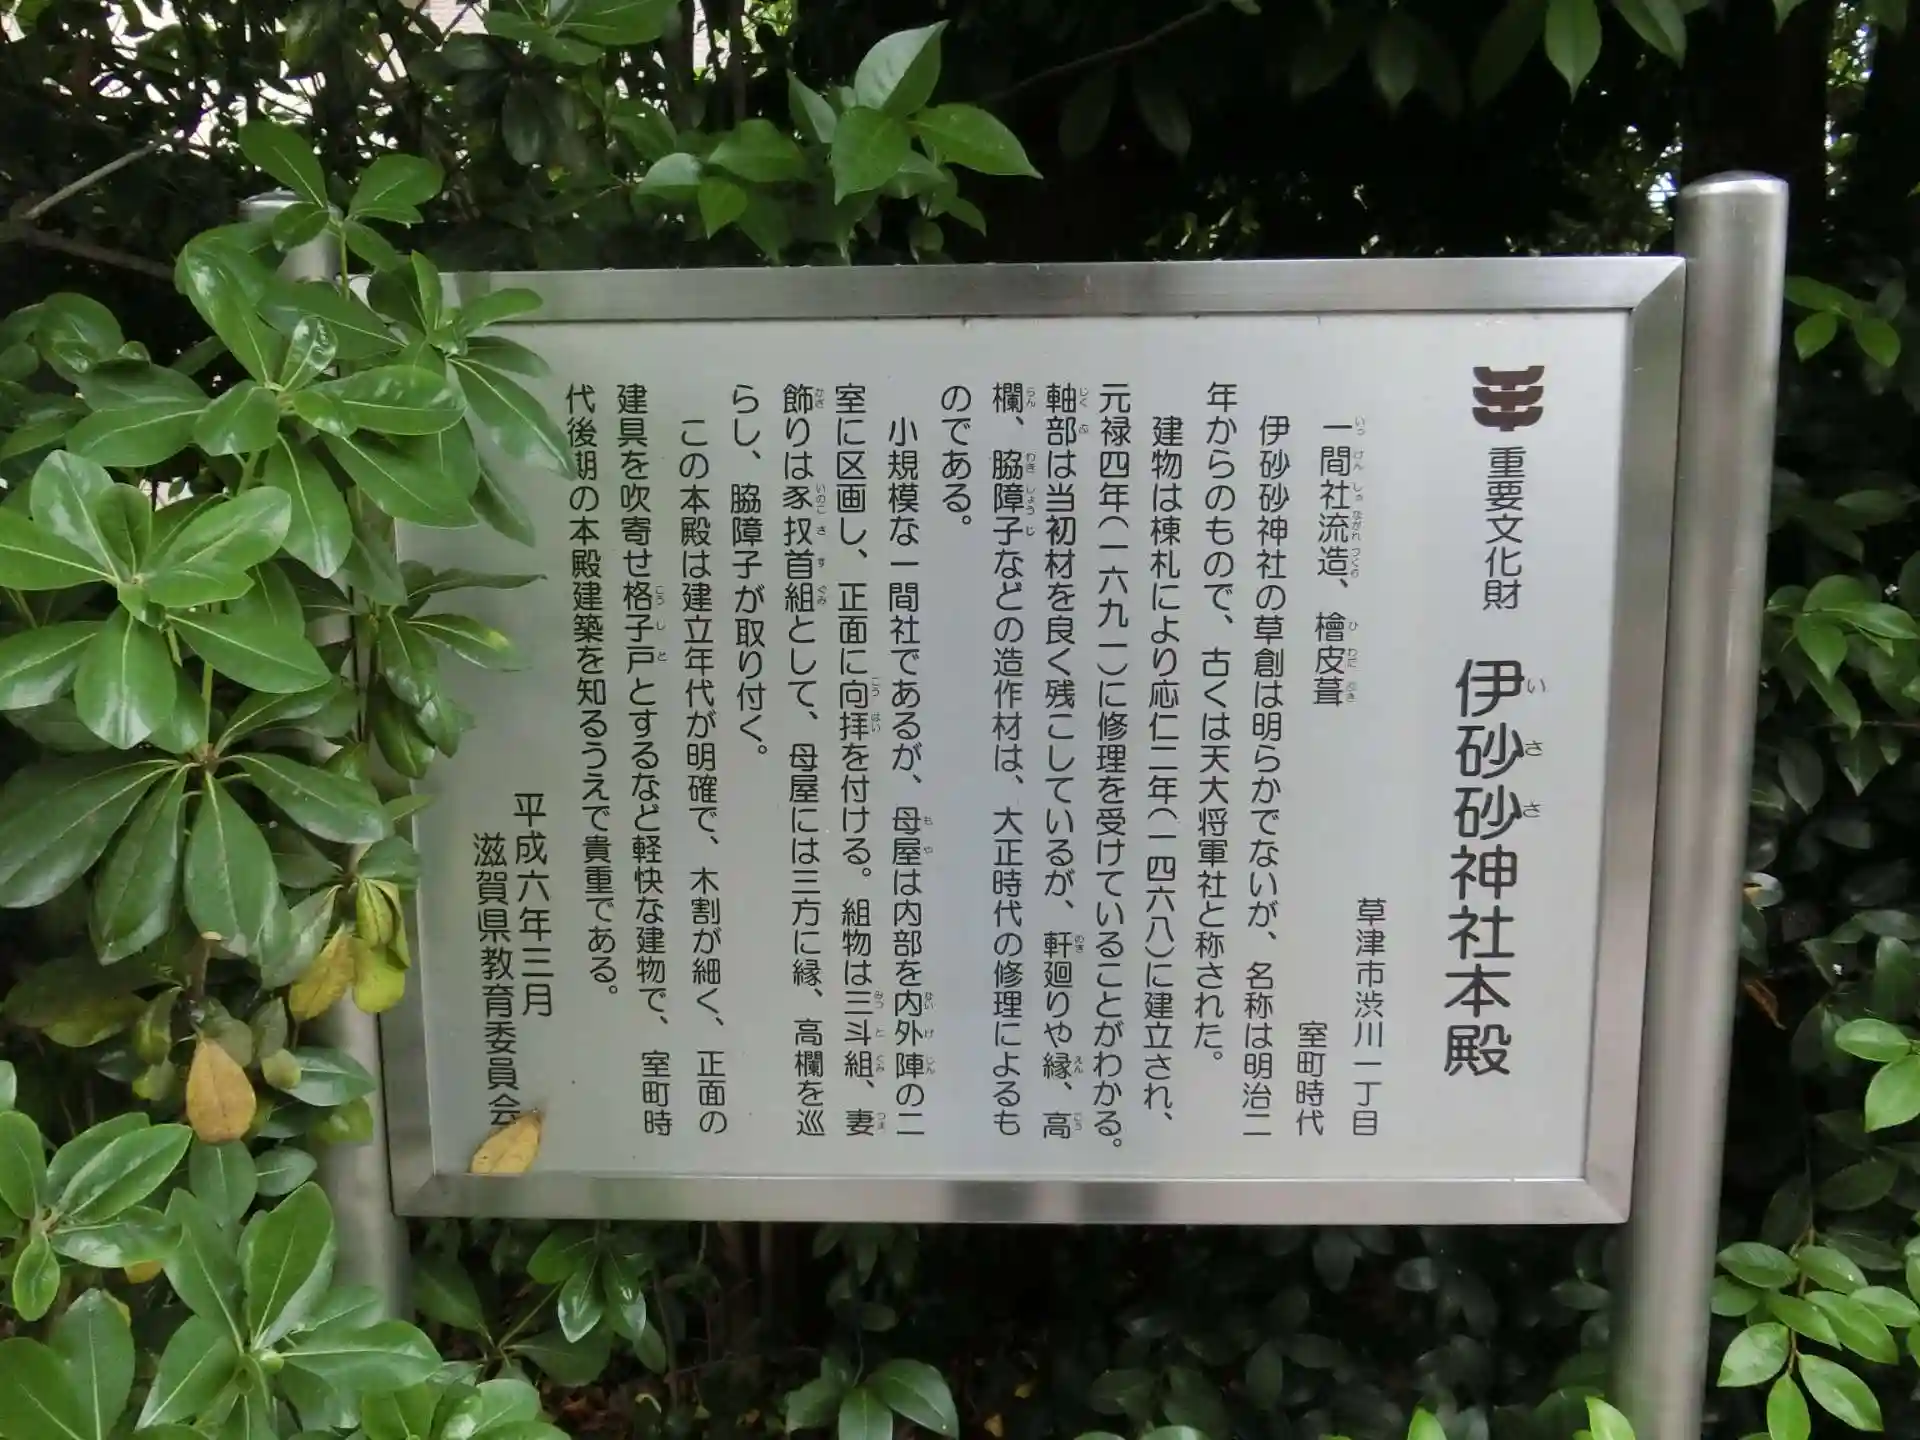 重要文化財 伊砂砂神社本殿
草津市渋川一丁目
一間社流造、檜皮葺 室町時代
伊砂砂神社の草創は明らかでないが、名称は明治二
年からのもので、古くは天大将軍社と称された。
建物は棟札により応仁二年(一四六八)に建立され、
元禄四年(一六九一)に修理を受けていることがわかる。
軸部は当初材を良く残こしているが、軒廻りや縁、高
欄、脇障子などの造作材は、大正時代の修理によるも
のである。
小規模な一間社であるが、母屋は内部を内外陣の二
室に区画し、正面に向拝を付ける。組物は三斗組、妻
飾りは豕扠首組として、母屋には三方に縁、高欄を巡
らし、脇障子が取り付く。
この本殿は建立年代が明確で、木割が細く、正面の
建具を吹寄せ格子戸とするなど軽快な建物で、室町時
代後期の本殿建築を知るうえで貴重である。
平成六年三月
滋賀県教育委員会